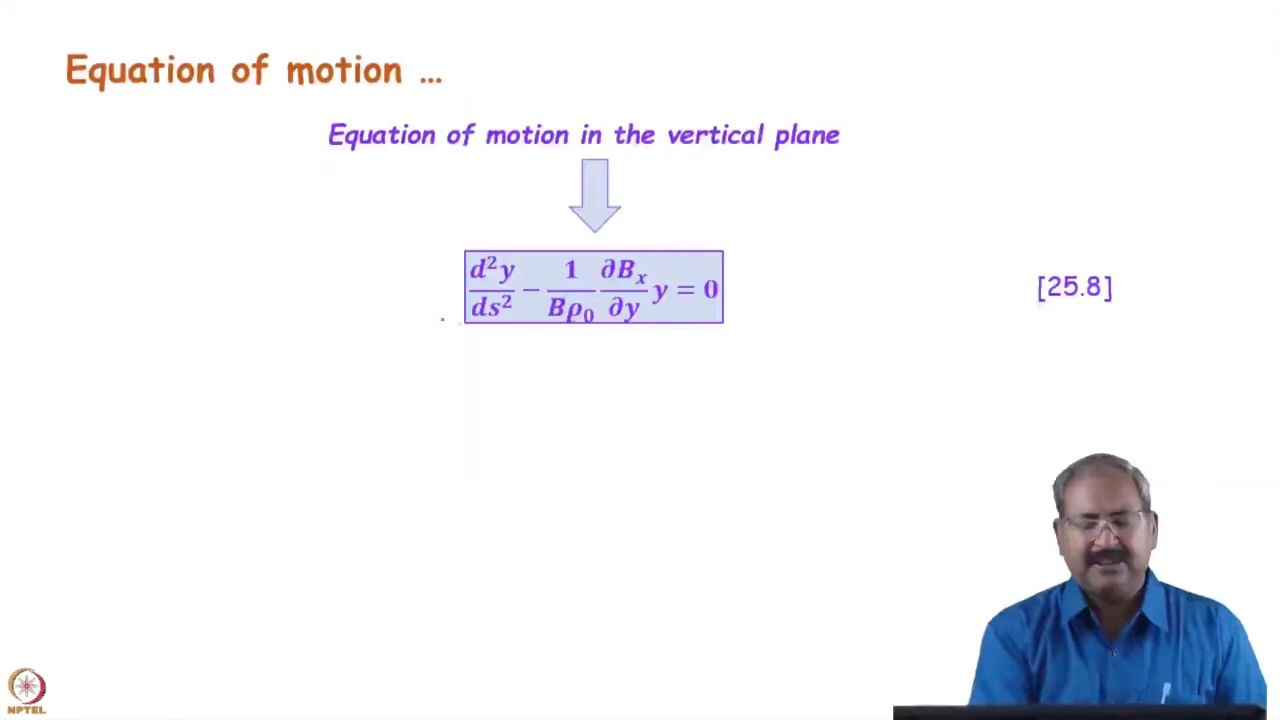 Equation of motion ...
Equation of motion in the vertical plane
d²y/ds² − 1/Bρ₀ ∂Bₓ/∂y y = 0
[25.8]
NPTEL